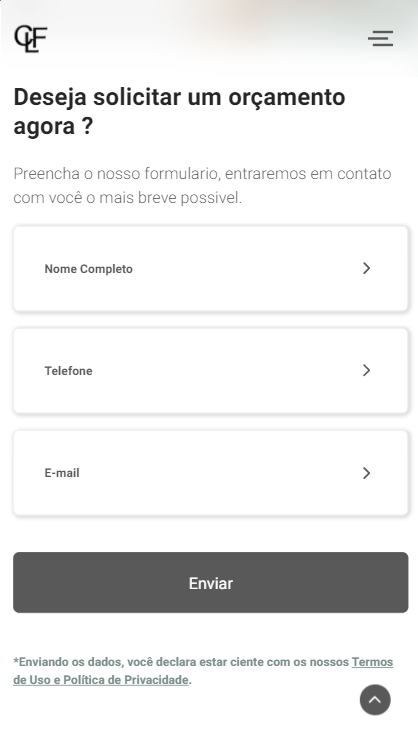 CLF
Deseja solicitar um orçamento
agora ?
Preencha o nosso formulario, entraremos em contato
com você o mais breve possivel.
Nome Completo
Telefone
E-mail
Enviar
*Enviando os dados, você declara estar ciente com os nossos Termos
de Uso e Política de Privacidade.